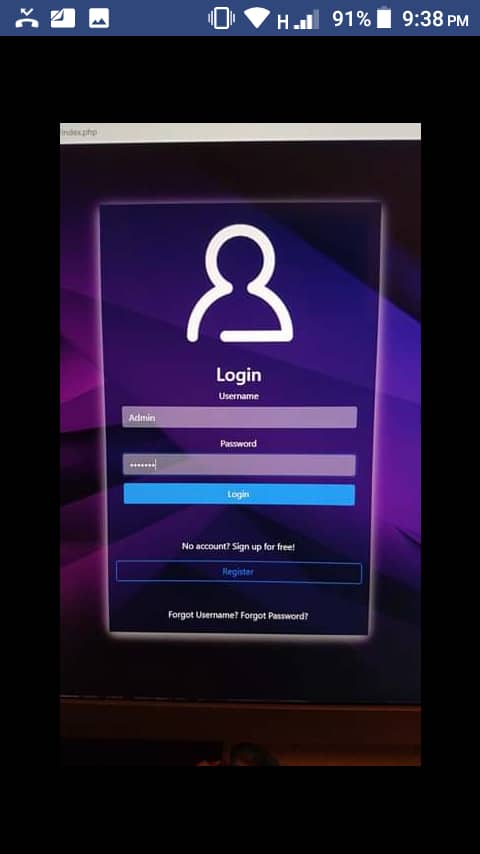 H 91% 9:38 PM
index.php
Login
Username
Admin
Password
•••••••
Login
No account? Sign up for free!
Register
Forgot Username? Forgot Password?